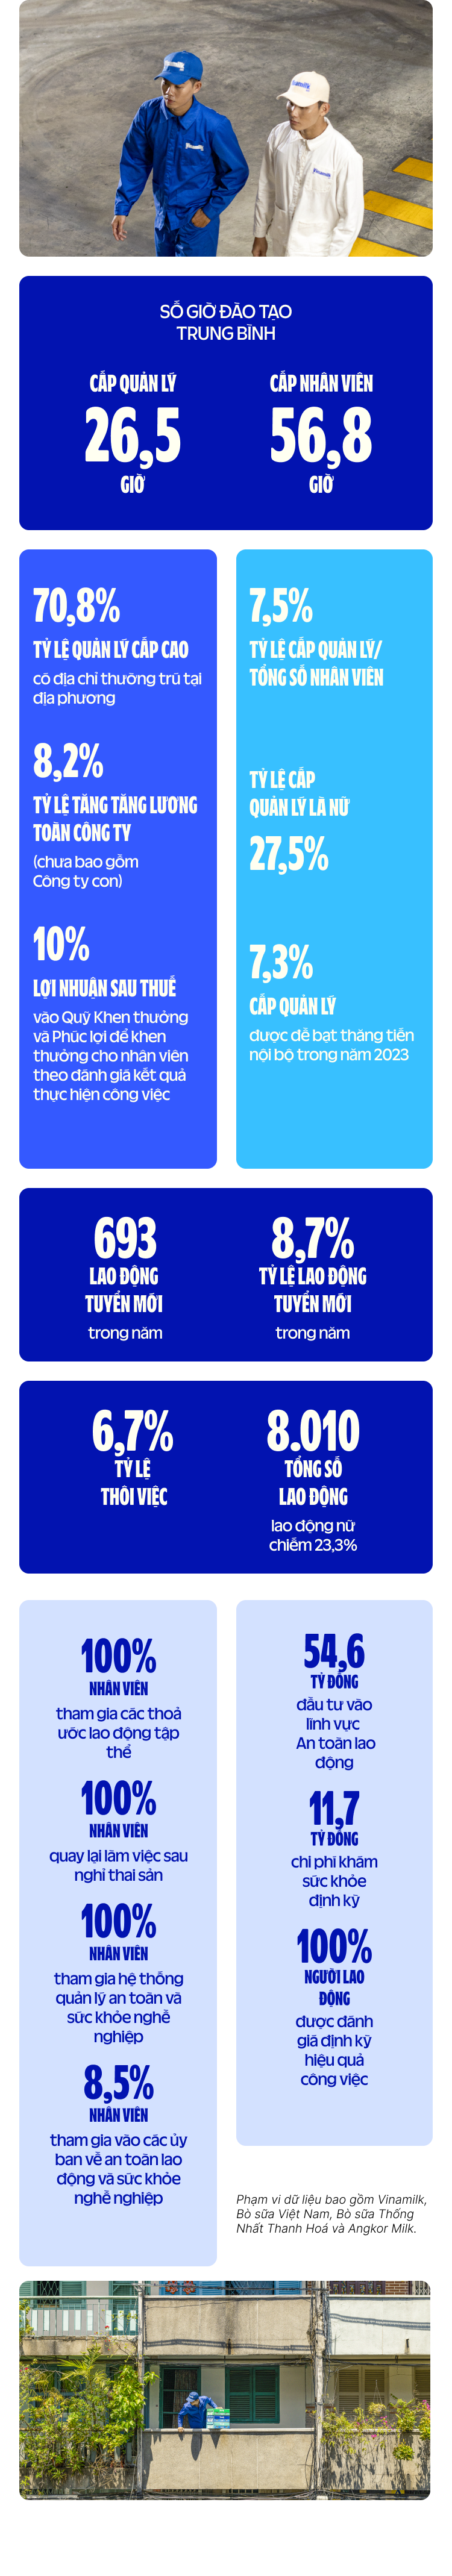 Vinamilk
SỐ GIỜ ĐÀO TẠO
TRUNG BÌNH
CẤP QUẢN LÝ
26,5
GIỜ
CẤP NHÂN VIÊN
56,8
GIỜ
70,8%
TỶ LỆ QUẢN LÝ CẤP CAO
có địa chỉ thường trú tại
địa phương
8,2%
TỶ LỆ TĂNG TĂNG LƯƠNG
TOÀN CÔNG TY
(chưa bao gồm
Công ty con)
10%
LỢI NHUẬN SAU THUẾ
vào Quỹ Khen thưởng
và Phúc lợi để khen
thưởng cho nhân viên
theo đánh giá kết quả
thực hiện công việc
7,5%
TỶ LỆ CẤP QUẢN LÝ/
TỔNG SỐ NHÂN VIÊN
TỶ LỆ CẤP
QUẢN LÝ LÀ NỮ
27,5%
7,3%
CẤP QUẢN LÝ
được đề bạt thăng tiến
nội bộ trong năm 2023
693
LAO ĐỘNG
TUYỂN MỚI
trong năm
8,7%
TỶ LỆ LAO ĐỘNG
TUYỂN MỚI
trong năm
6,7%
TỶ LỆ
THÔI VIỆC
8.010
TỔNG SỐ
LAO ĐỘNG
lao động nữ
chiếm 23,3%
100%
NHÂN VIÊN
tham gia các thoả
ước lao động tập
thể
100%
NHÂN VIÊN
quay lại làm việc sau
nghỉ thai sản
100%
NHÂN VIÊN
tham gia hệ thống
quản lý an toàn và
sức khỏe nghề
nghiệp
8,5%
NHÂN VIÊN
tham gia vào các ủy
ban về an toàn lao
động và sức khỏe
nghề nghiệp
54,6
TỶ ĐỒNG
đầu tư vào
lĩnh vực
An toàn lao
động
11,7
TỶ ĐỒNG
chi phí khám
sức khỏe
định kỳ
100%
NGƯỜI LAO
ĐỘNG
được đánh
giá định kỳ
hiệu quả
công việc
Phạm vi dữ liệu bao gồm Vinamilk,
Bò sữa Việt Nam, Bò sữa Thống
Nhất Thanh Hoá và Angkor Milk.